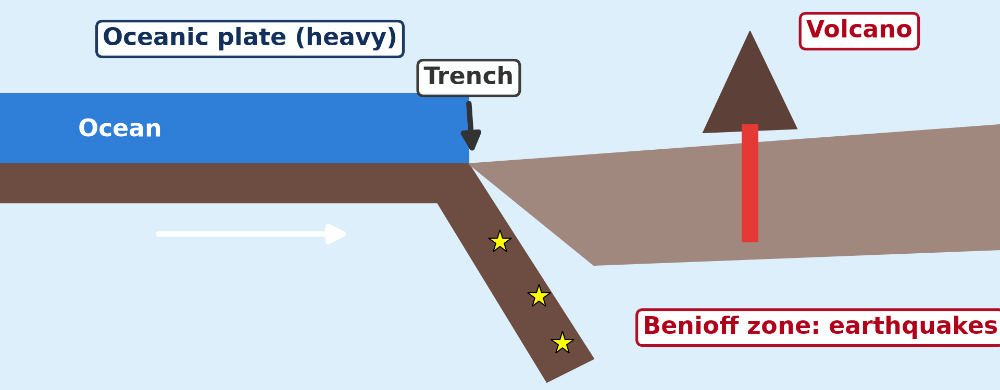 Oceanic plate (heavy)
Volcano
Trench
Ocean
Benioff zone: earthquakes